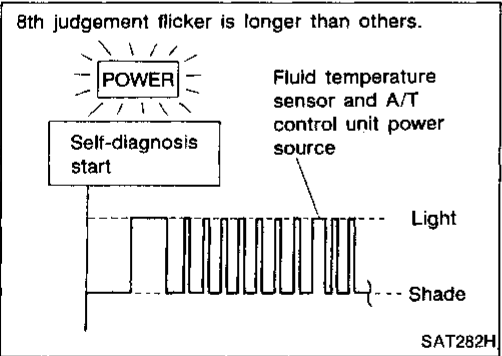 8th judgement flicker is longer than others.
POWER
Self-diagnosis
start
Fluid temperature
sensor and A/T
control unit power
source
Light
Shade
SAT282H